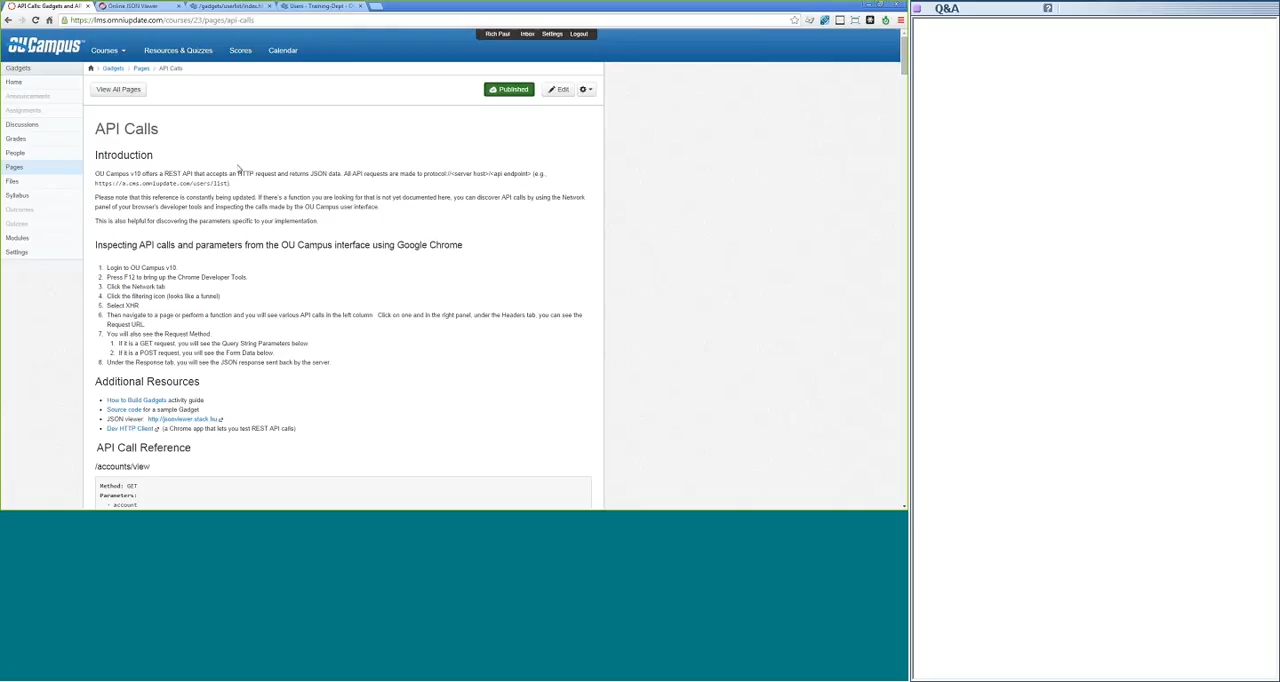 API Calls: Gadgets and AP
Online JSON Viewer
/gadgets/userlist/index.h
Users - Training-Dept - O
Q&A
https://lms.omniupdate.com/courses/23/pages/api-calls
Rich Paul Inbox Settings Logout
OU Campus
Courses
Resources & Quizzes
Scores
Calendar
Gadgets
Home
Announcements
Assignments
Discussions
Grades
People
Pages
Files
Syllabus
Outcomes
Quizzes
Modules
Settings
Gadgets > Pages > API Calls
View All Pages
Published
Edit
API Calls
Introduction
OU Campus v10 offers a REST API that accepts an HTTP request and returns JSON data. All API requests are made to protocol://<server host>/<api endpoint> (e.g.,
https://a.cms.omniupdate.com/users/list).
Please note that this reference is constantly being updated. If there's a function you are looking for that is not yet documented here, you can discover API calls by using the Network
panel of your browser's developer tools and inspecting the calls made by the OU Campus user interface.
This is also helpful for discovering the parameters specific to your implementation.
Inspecting API calls and parameters from the OU Campus interface using Google Chrome
1. Login to OU Campus v10.
2. Press F12 to bring up the Chrome Developer Tools.
3. Click the Network tab.
4. Click the filtering icon (looks like a funnel)
5. Select XHR.
6. Then navigate to a page or perform a function and you will see various API calls in the left column. Click on one and in the right panel, under the Headers tab, you can see the
Request URL.
7. You will also see the Request Method.
1. If it is a GET request, you will see the Query String Parameters below.
2. If it is a POST request, you will see the Form Data below.
8. Under the Response tab, you will see the JSON response sent back by the server.
Additional Resources
How to Build Gadgets activity guide
Source code for a sample Gadget
JSON viewer: http://jsonviewer.stack.hu
Dev HTTP Client (a Chrome app that lets you test REST API calls)
API Call Reference
/accounts/view
Method: GET
Parameters:
- account